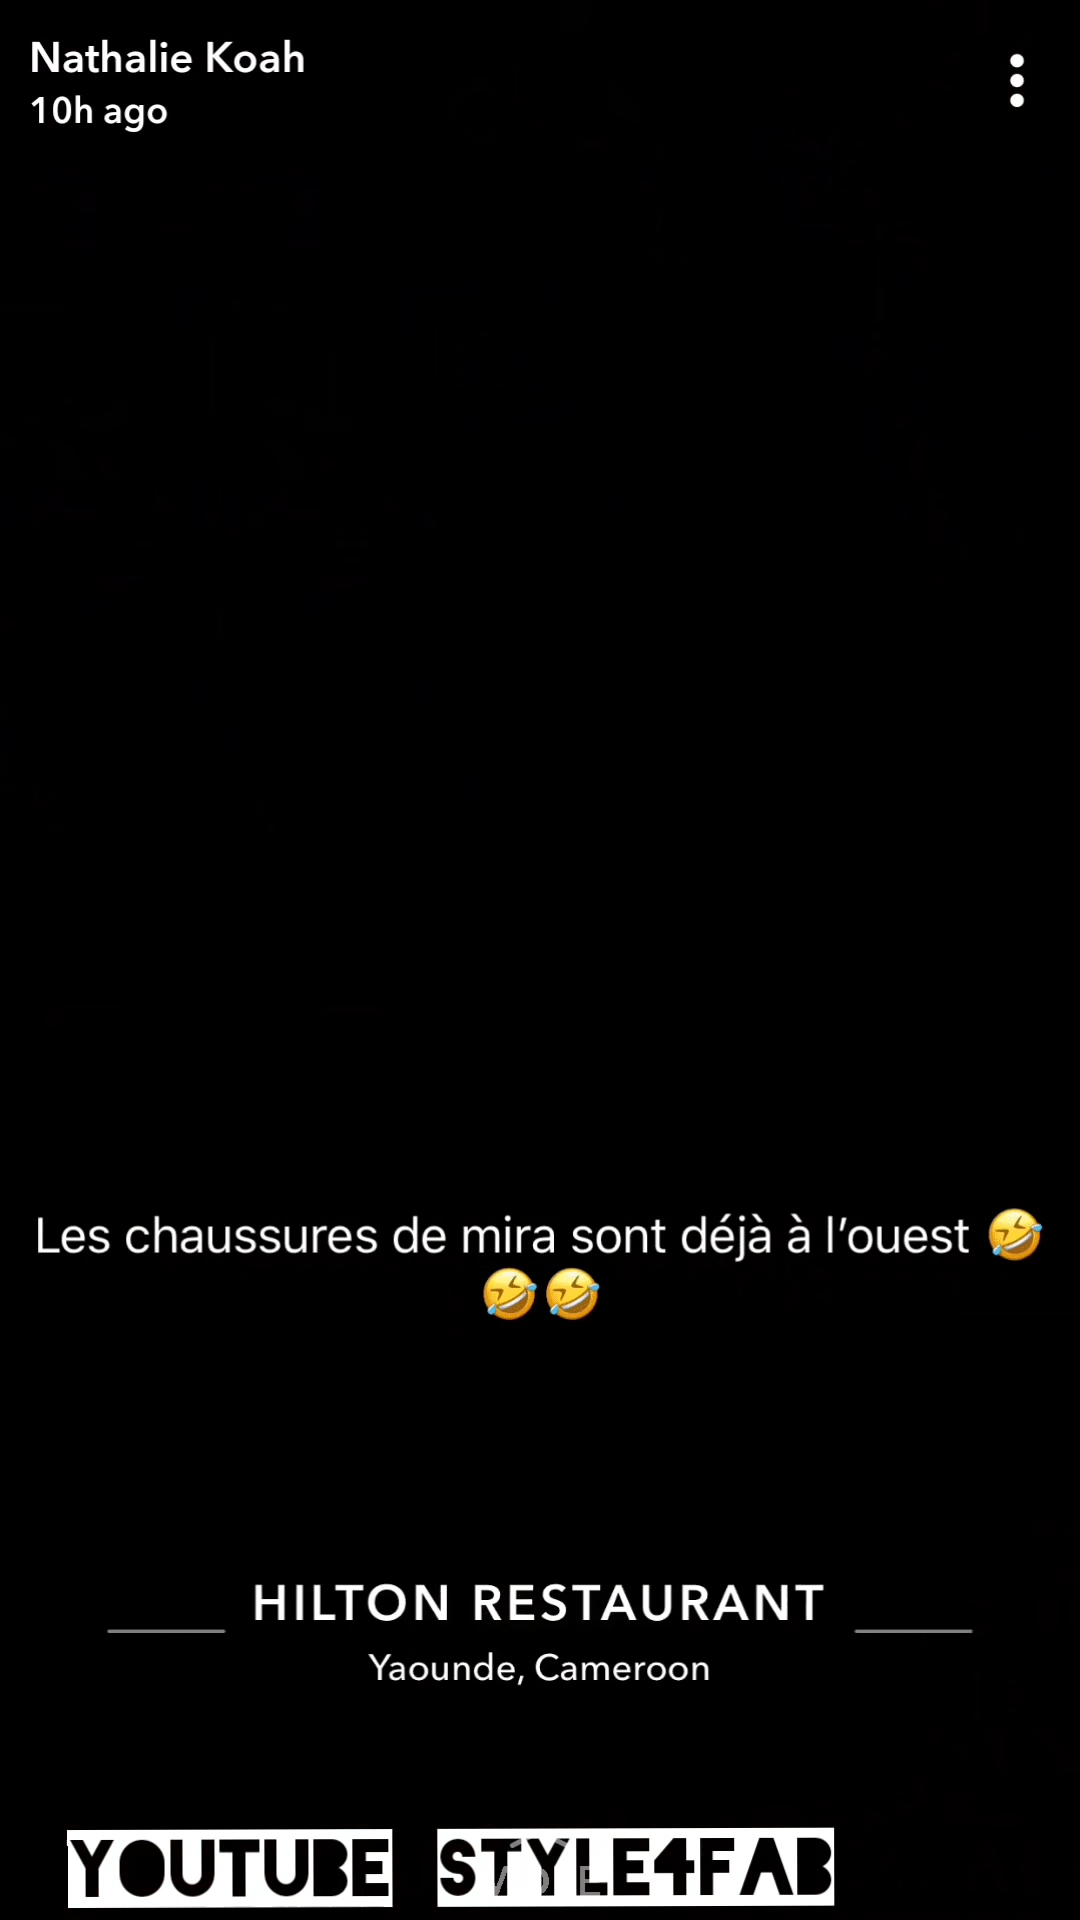 Nathalie Koah
10h ago
Les chaussures de mira sont déjà à l’ouest 🤣
🤣🤣
HILTON RESTAURANT
Yaounde, Cameroon
YOUTUBE STYLE4FAB